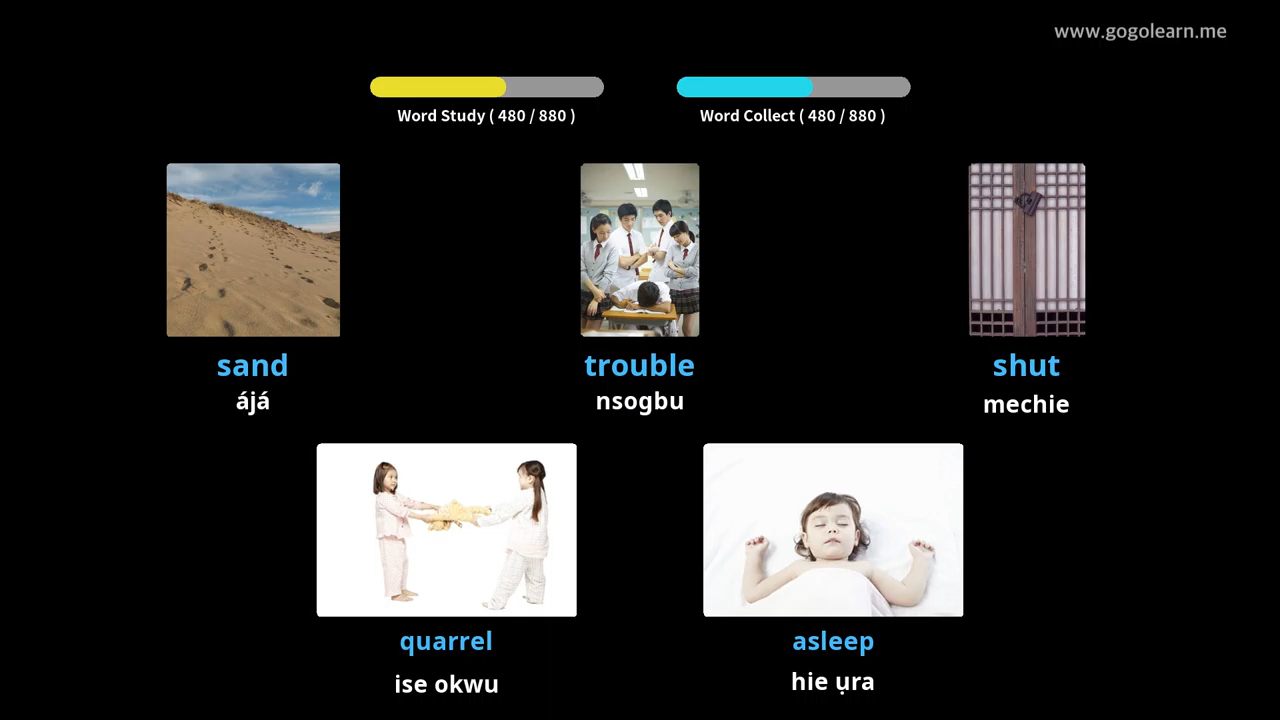 www.gogolearn.me
Word Study ( 480 / 880 )
Word Collect ( 480 / 880 )
sand
ájá
trouble
nsogbu
shut
mechie
quarrel
ise okwu
asleep
hie ụra